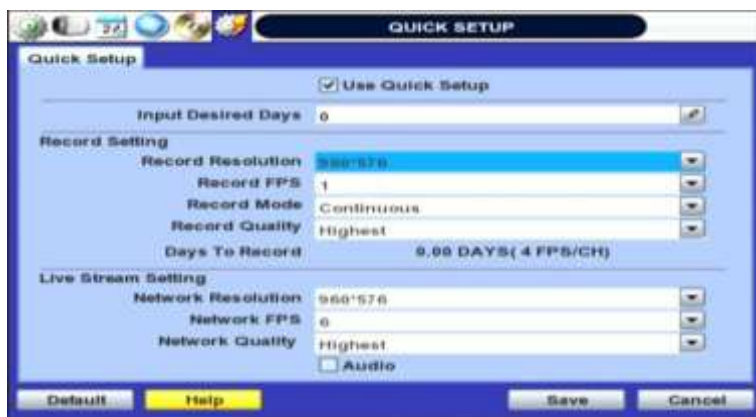 QUICK SETUP
Quick Setup
Use Quick Setup
Input Desired Days 0
Record Setting
Record Resolution 960*576
Record FPS 1
Record Mode Continuous
Record Quality Highest
Days To Record 0.00 DAYS( 4 FPS/CH)
Live Stream Setting
Network Resolution 960*576
Network FPS 6
Network Quality Highest
Audio
Default Help Save Cancel